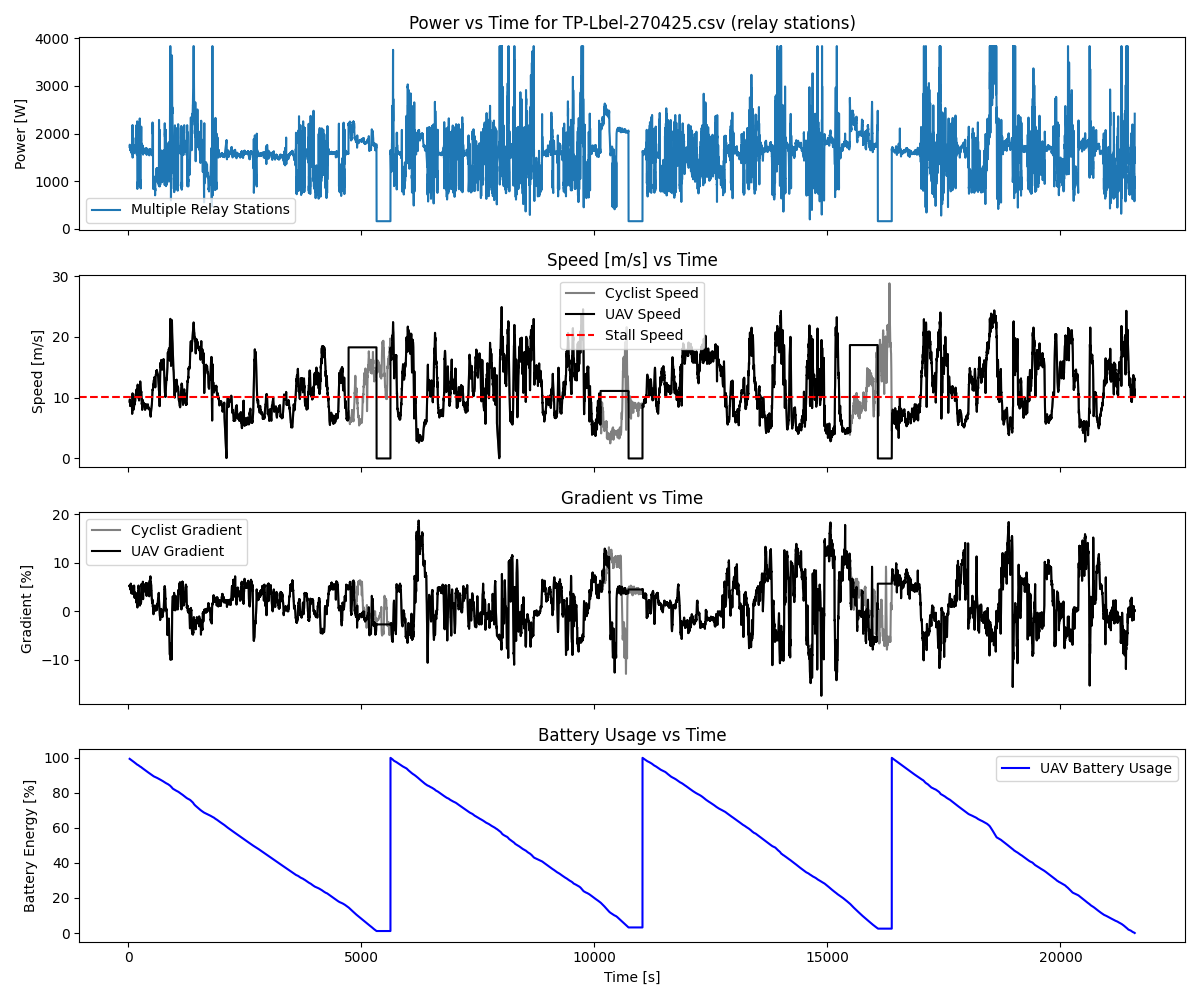 Power vs Time for TP-Lbel-270425.csv (relay stations)
4000
3000
2000
1000
0
Power [W]
Multiple Relay Stations
Speed [m/s] vs Time
30
20
10
0
Speed [m/s]
Cyclist Speed
UAV Speed
Stall Speed
Gradient vs Time
20
10
0
−10
Gradient [%]
Cyclist Gradient
UAV Gradient
Battery Usage vs Time
100
80
60
40
20
0
Battery Energy [%]
UAV Battery Usage
0 5000 10000 15000 20000
Time [s]